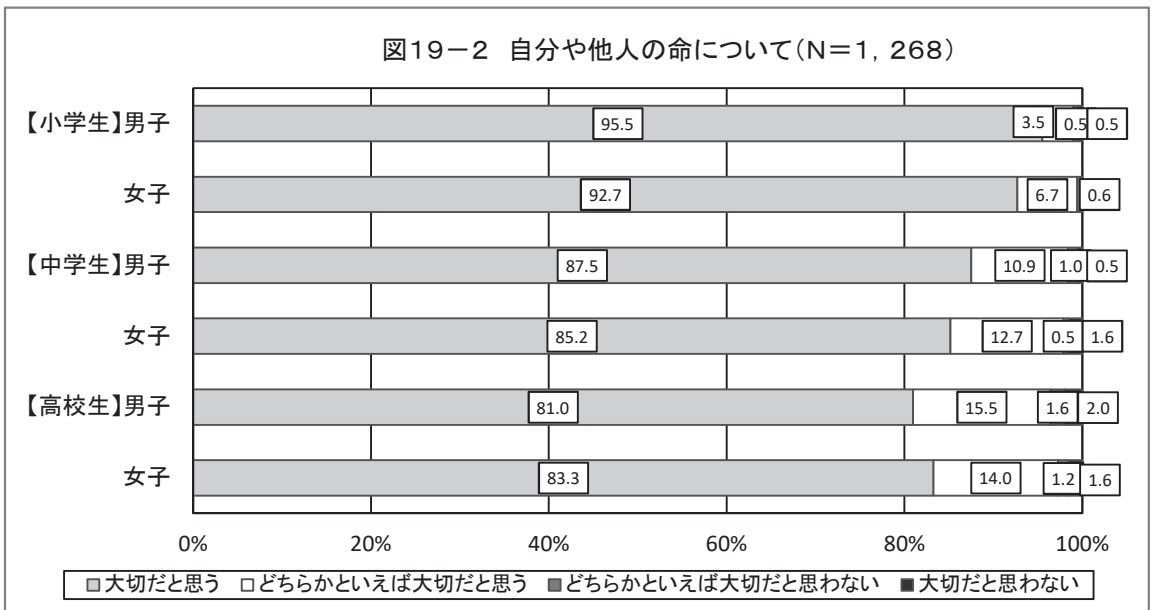 図19－2 自分や他人の命について(N＝1, 268)
【小学生】男子 95.5 3.5 0.5 0.5
女子 92.7 6.7 0.6
【中学生】男子 87.5 10.9 1.0 0.5
女子 85.2 12.7 0.5 1.6
【高校生】男子 81.0 15.5 1.6 2.0
女子 83.3 14.0 1.2 1.6
0% 20% 40% 60% 80% 100%
大切だと思う どちらかといえば大切だと思う どちらかといえば大切だと思わない 大切だと思わない